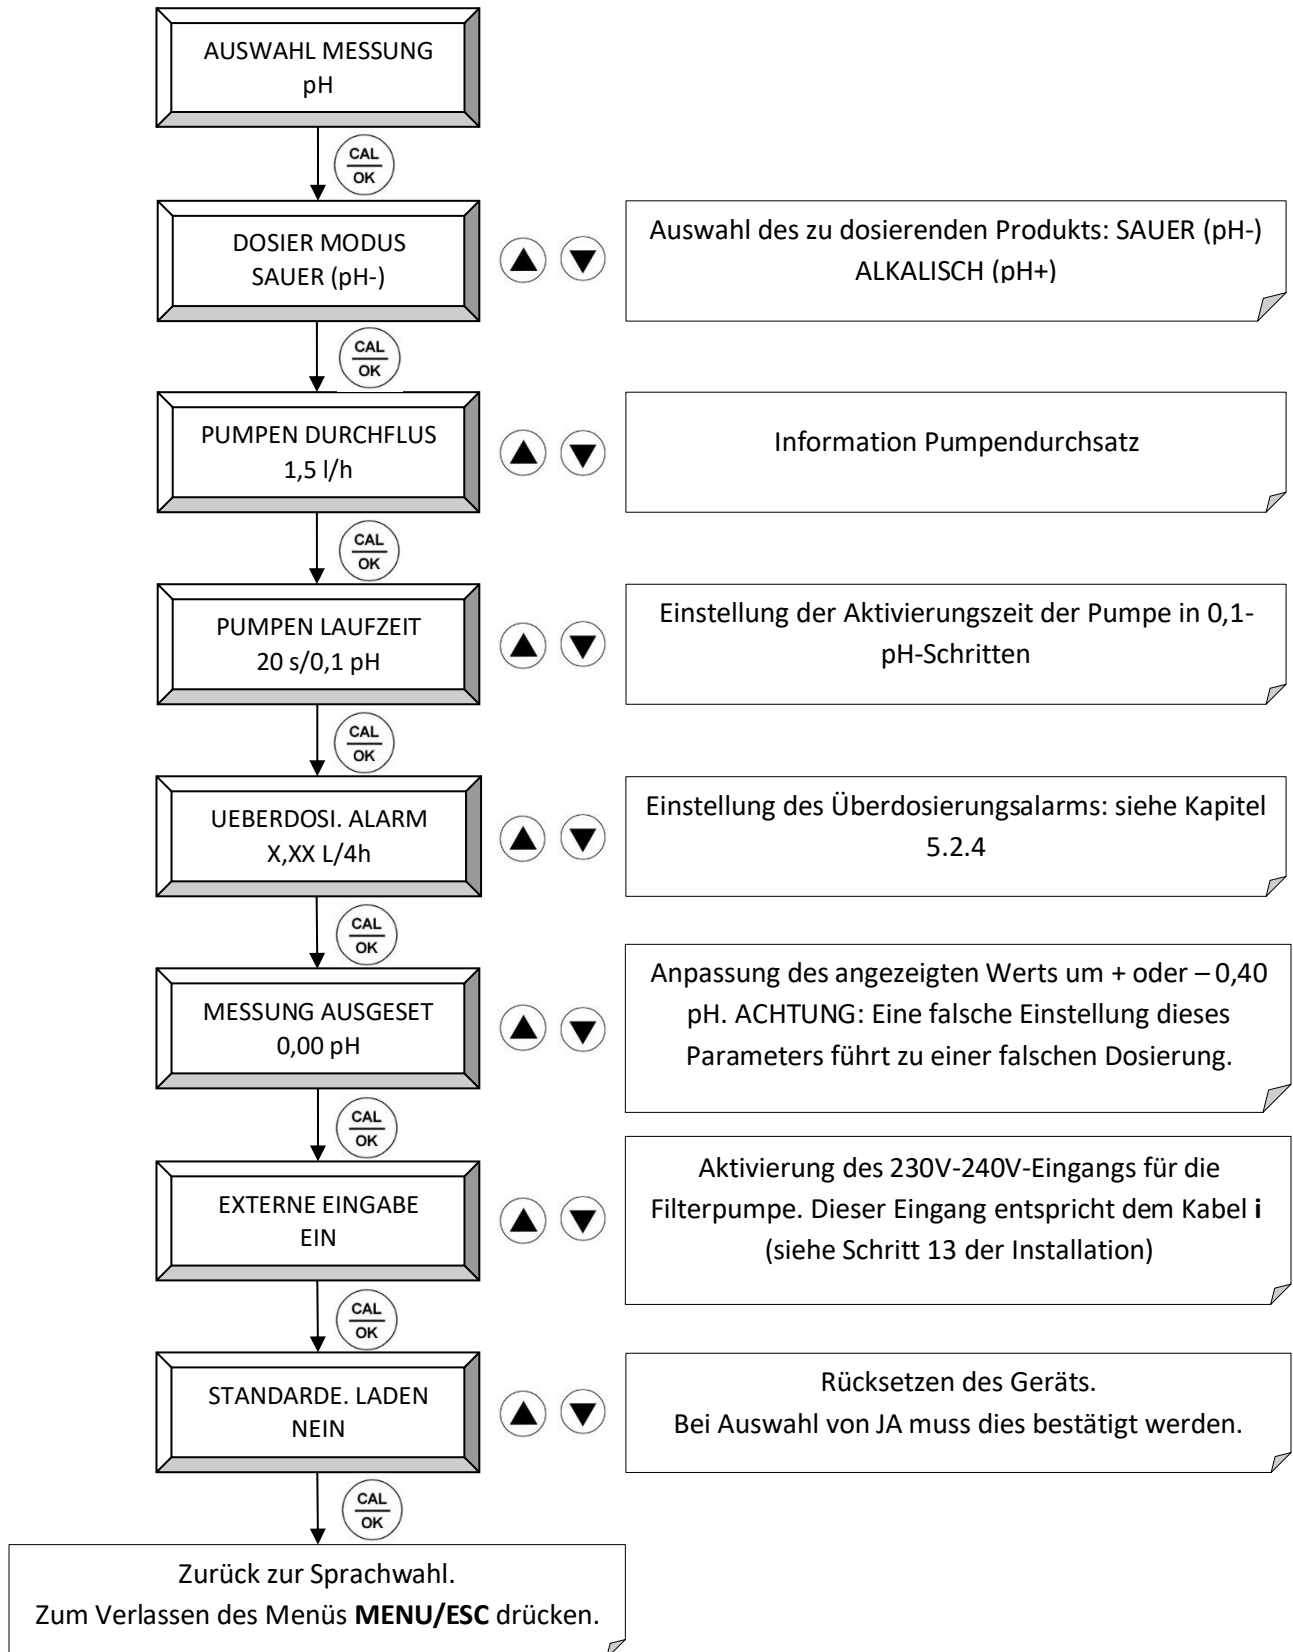 AUSWAHL MESSUNG
pH
CAL
OK
DOSIER MODUS
SAUER (pH-)
Auswahl des zu dosierenden Produkts: SAUER (pH-)
ALKALISCH (pH+)
CAL
OK
PUMPEN DURCHFLUS
1,5 l/h
Information Pumpendurchsatz
CAL
OK
PUMPEN LAUFZEIT
20 s/0,1 pH
Einstellung der Aktivierungszeit der Pumpe in 0,1-
pH-Schritten
CAL
OK
UEBERDOSI. ALARM
X,XX L/4h
Einstellung des Überdosierungsalarms: siehe Kapitel
5.2.4
CAL
OK
MESSUNG AUSGESET
0,00 pH
Anpassung des angezeigten Werts um + oder – 0,40
pH. ACHTUNG: Eine falsche Einstellung dieses
Parameters führt zu einer falschen Dosierung.
CAL
OK
EXTERNE EINGABE
EIN
Aktivierung des 230V-240V-Eingangs für die
Filterpumpe. Dieser Eingang entspricht dem Kabel i
(siehe Schritt 13 der Installation)
CAL
OK
STANDARDE. LADEN
NEIN
Rücksetzen des Geräts.
Bei Auswahl von JA muss dies bestätigt werden.
CAL
OK
Zurück zur Sprachwahl.
Zum Verlassen des Menüs MENU/ESC drücken.